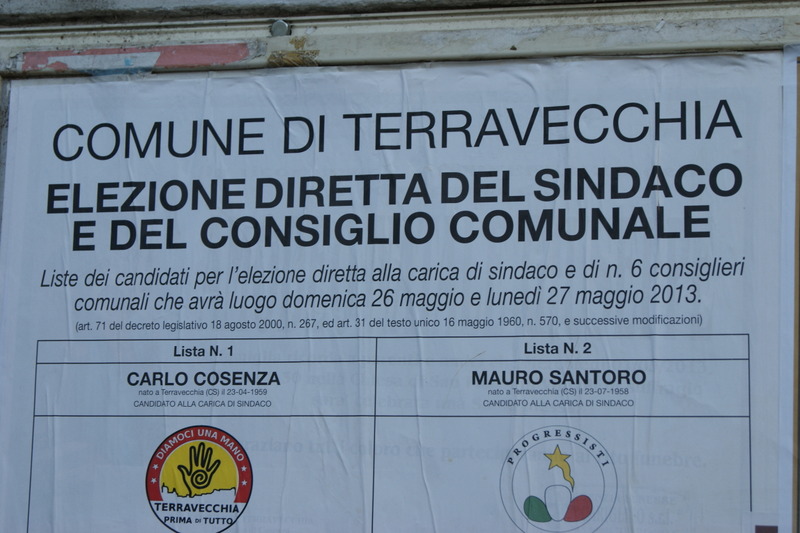 COMUNE DI TERRAVECCHIA
ELEZIONE DIRETTA DEL SINDACO
E DEL CONSIGLIO COMUNALE
Liste dei candidati per l'elezione diretta alla carica di sindaco e di n. 6 consiglieri
comunali che avrà luogo domenica 26 maggio e lunedì 27 maggio 2013.
(art. 71 del decreto legislativo 18 agosto 2000, n. 267, ed art. 31 del testo unico 16 maggio 1960, n. 570, e successive modificazioni)
Lista N. 1
CARLO COSENZA
nato a Terravecchia (CS) il 23-04-1959
CANDIDATO ALLA CARICA DI SINDACO
DIAMOCI UNA MANO
TERRAVECCHIA
PRIMA DI TUTTO
Lista N. 2
MAURO SANTORO
nato a Terravecchia (CS) il 23-07-1958
CANDIDATO ALLA CARICA DI SINDACO
PROGRESSISTI